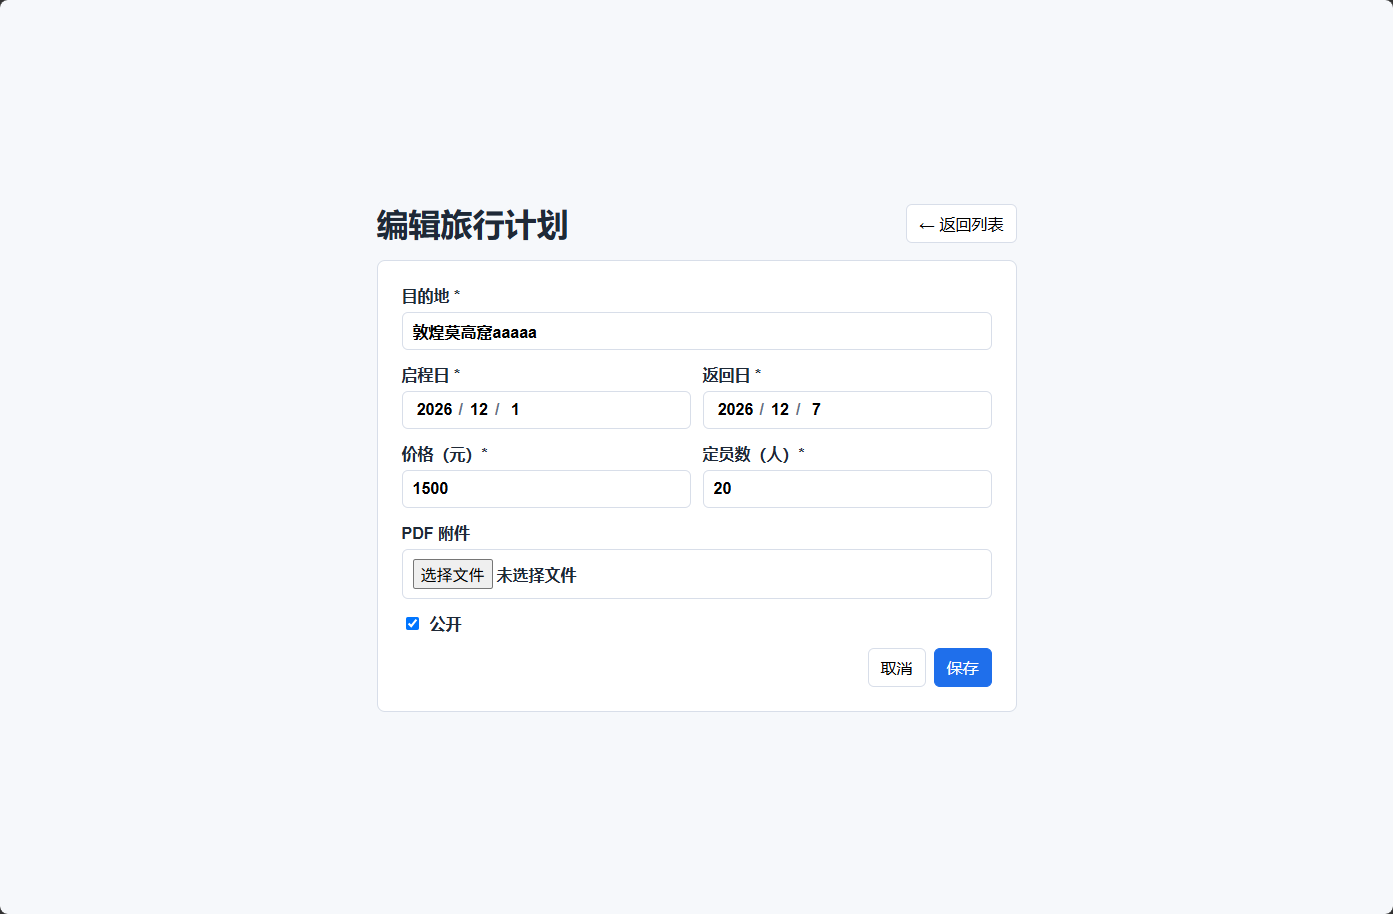 编辑旅行计划
← 返回列表
目的地 *
敦煌莫高窟aaaaa
启程日 *
返回日 *
2026 / 12 / 1
2026 / 12 / 7
价格（元）*
定员数（人）*
1500
20
PDF 附件
选择文件 未选择文件
公开
取消
保存